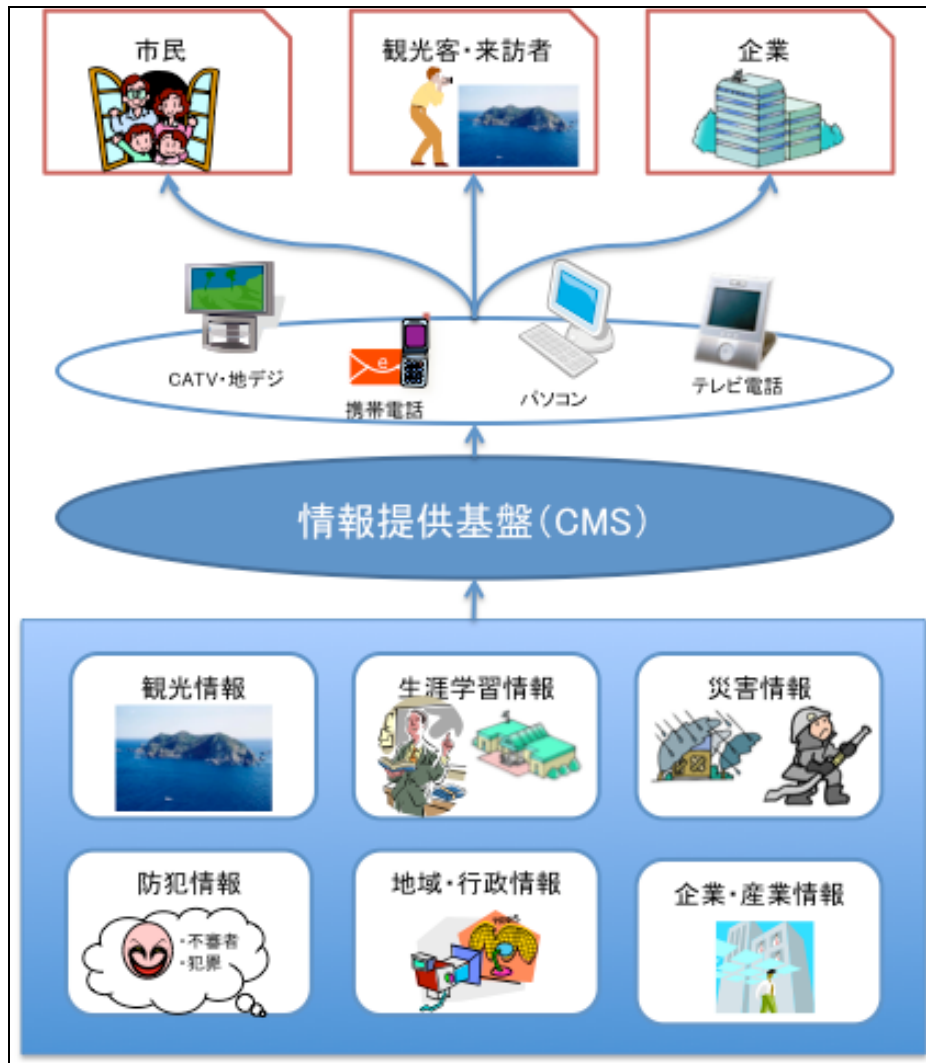 市民
観光客・来訪者
企業
CATV・地デジ
携帯電話
パソコン
テレビ電話
e
情報提供基盤(CMS)
観光情報
生涯学習情報
災害情報
防犯情報
・不審者
・犯罪
地域・行政情報
NEWS
企業・産業情報